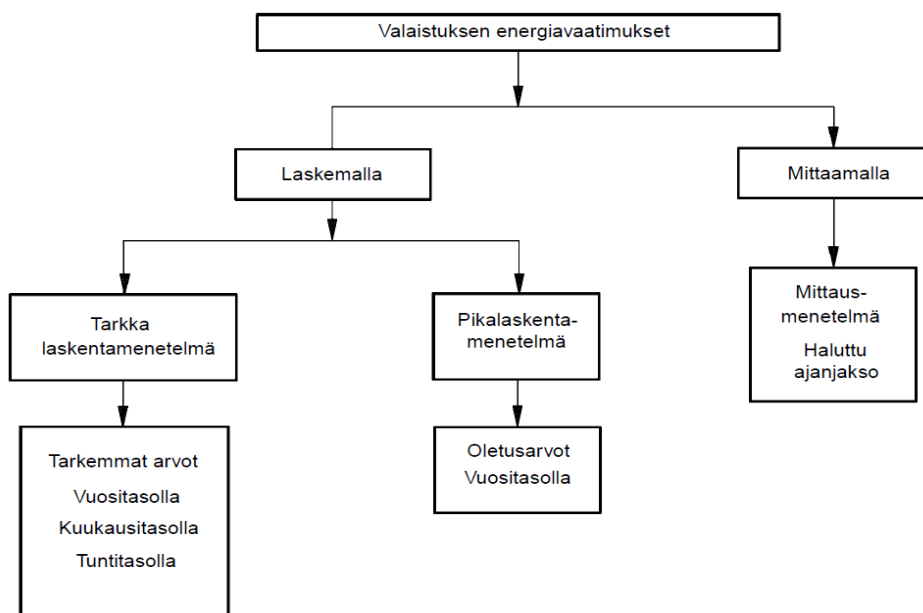 Valaistuksen energiavaatimukset
Laskemalla
Mittaamalla
Tarkka
laskentamenetelmä
Pikalaskenta-
menetelmä
Mittaus-
menetelmä
Haluttu
ajanjakso
Tarkemmat arvot
Vuositasolla
Kuukausitasolla
Tuntitasolla
Oletusarvot
Vuositasolla